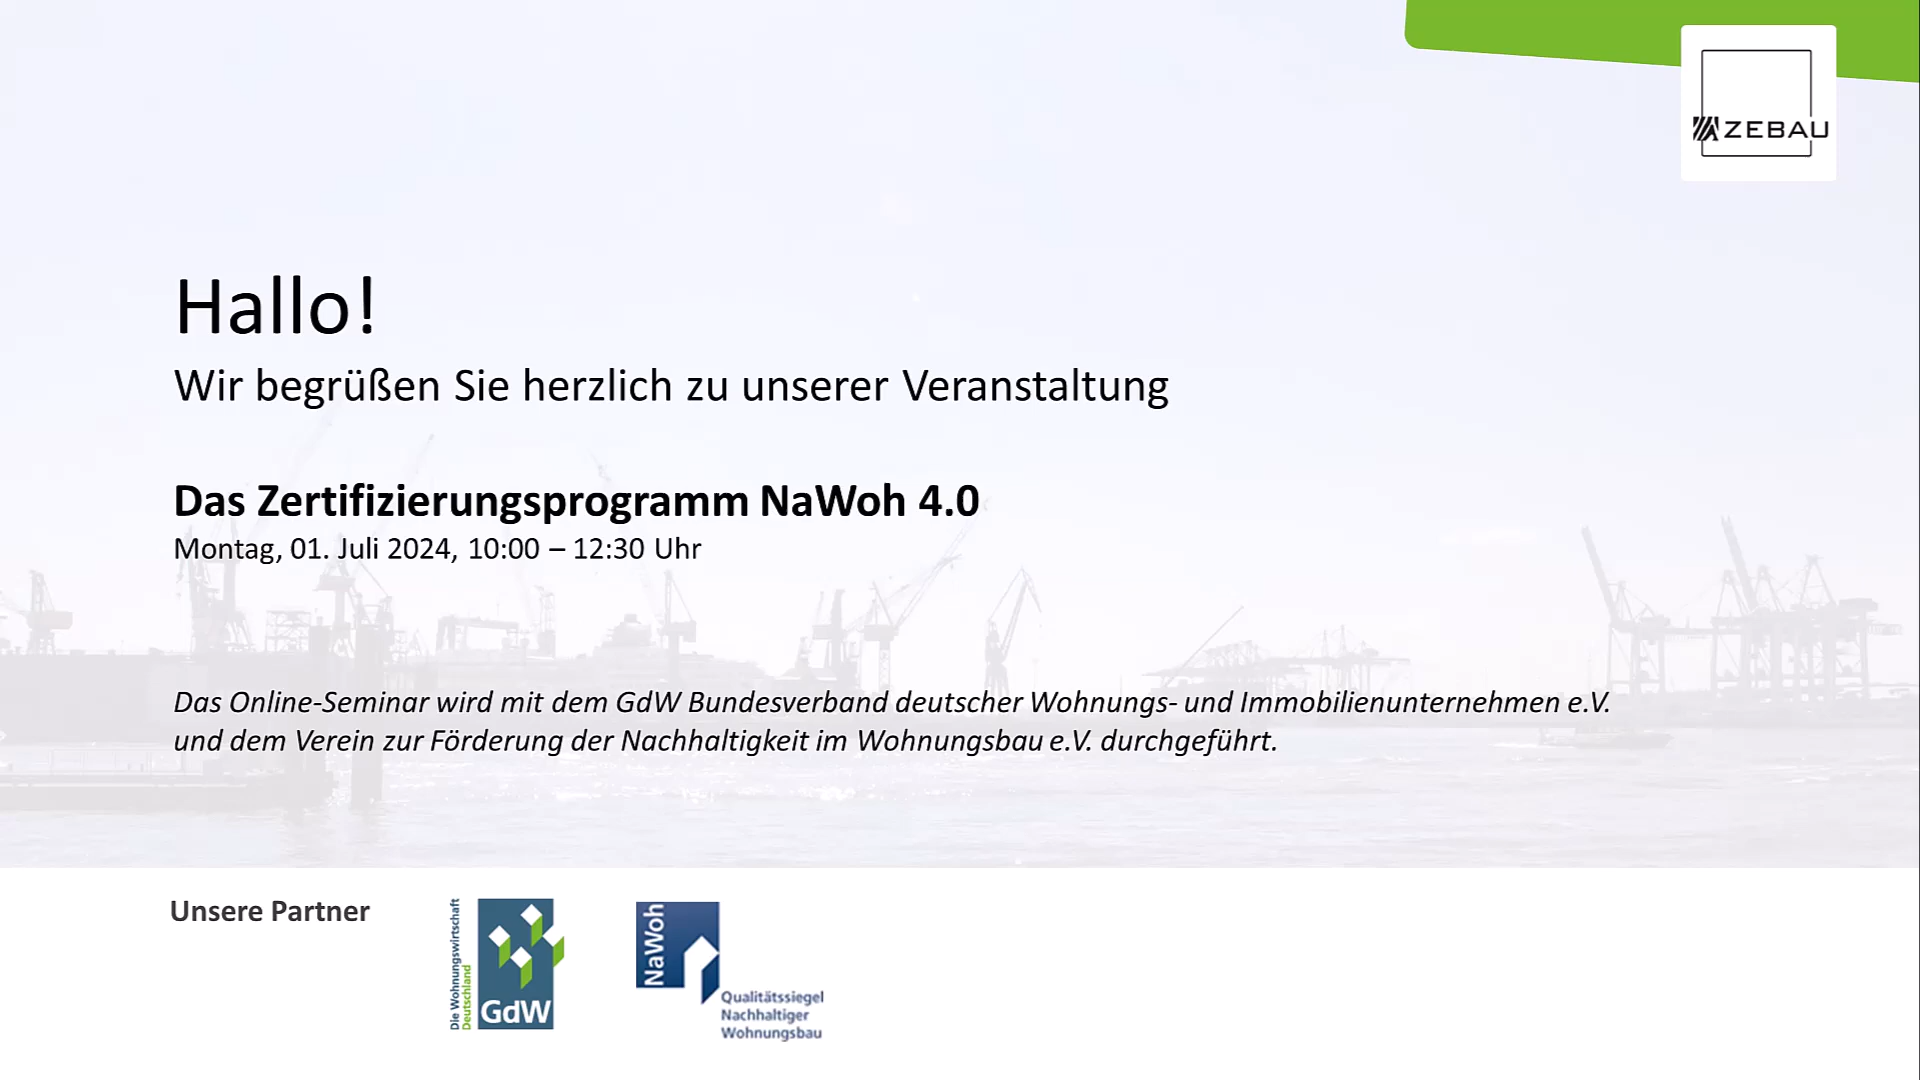 ZEBAU
Hallo!
Wir begrüßen Sie herzlich zu unserer Veranstaltung
Das Zertifizierungsprogramm NaWoh 4.0
Montag, 01. Juli 2024, 10:00 – 12:30 Uhr
Das Online-Seminar wird mit dem GdW Bundesverband deutscher Wohnungs- und Immobilienunternehmen e.V.
und dem Verein zur Förderung der Nachhaltigkeit im Wohnungsbau e.V. durchgeführt.
Unsere Partner
Die Wohnungswirtschaft
Deutschland
GdW
NaWoh
Qualitätssiegel
Nachhaltiger
Wohnungsbau